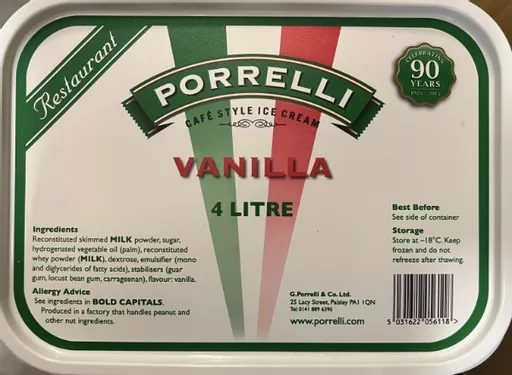 Restaurant
PORRELLI
CAFÉ STYLE ICE CREAM
CELEBRATING
90
YEARS
1925 - 2015
VANILLA
4 LITRE
Ingredients
Reconstituted skimmed MILK powder, sugar,
hydrogenated vegetable oil (palm), reconstituted
whey powder (MILK), dextrose, emulsifier (mono
and diglycerides of fatty acids), stabilisers (guar
gum, locust bean gum, carrageenan), flavour: vanilla.
Allergy Advice
See ingredients in BOLD CAPITALS.
Produced in a factory that handles peanut and
other nut ingredients.
G.Porrelli & Co. Ltd.
25 Lacy Street, Paisley PA1 1QN
Tel: 0141 889 6390
www.porrelli.com
Best Before
See side of container
Storage
Store at –18°C. Keep
frozen and do not
refreeze after thawing.
5 031622 056118 >